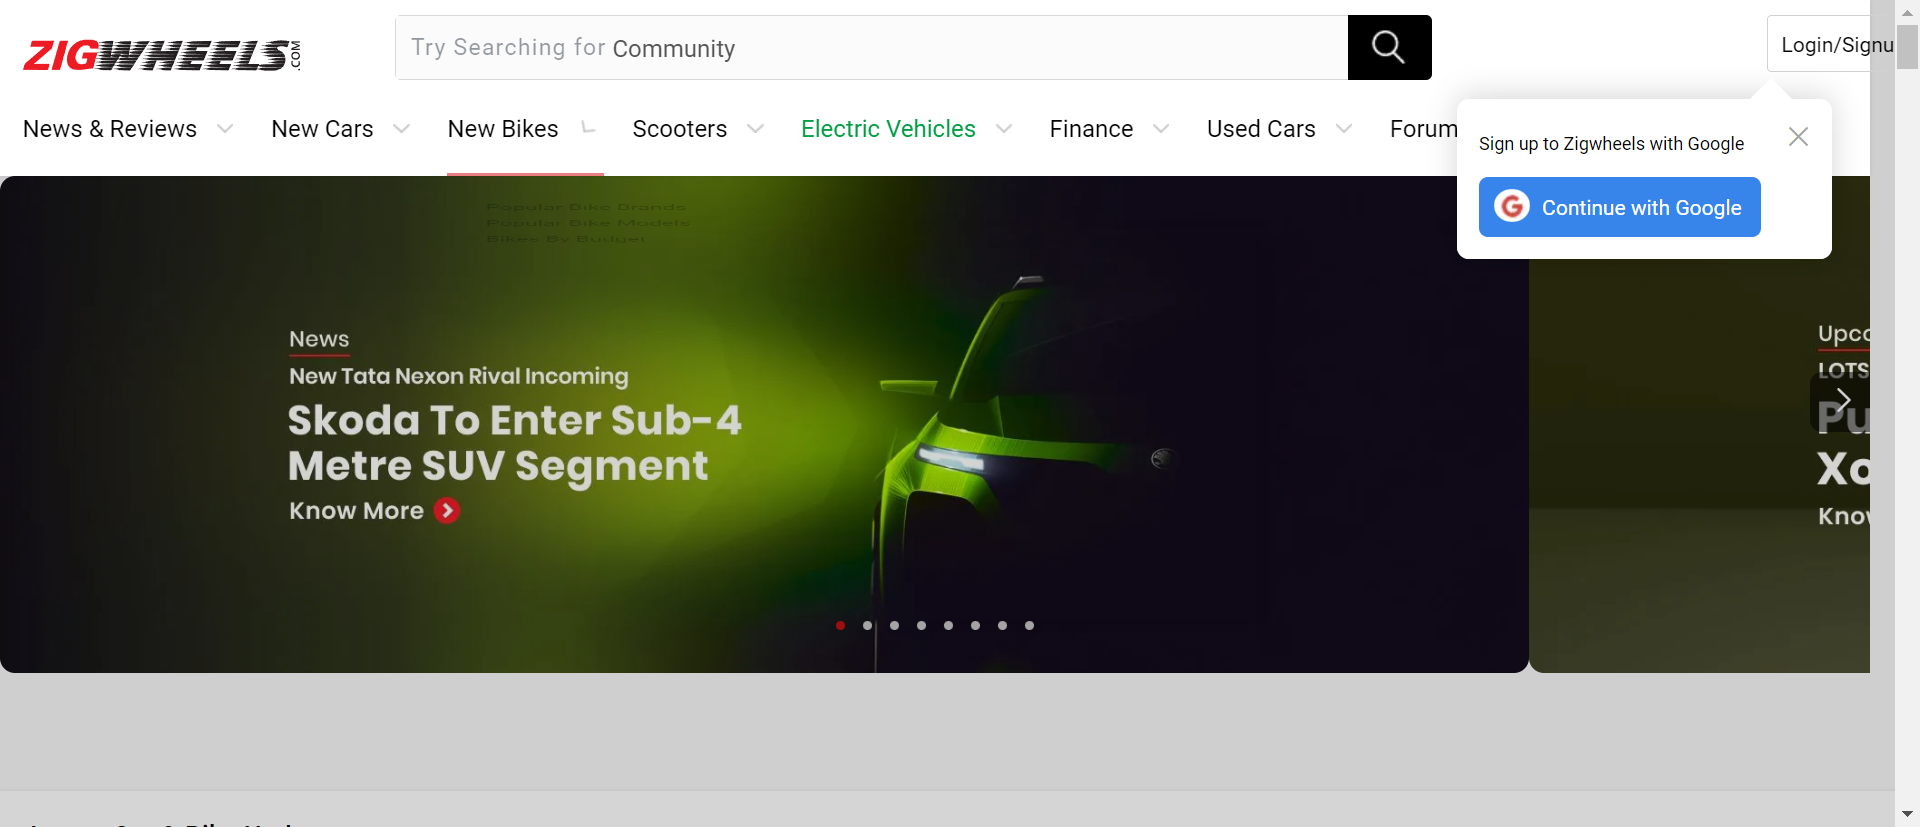 ZIGWHEELS.COM
Try Searching for Community
Login/Signu
News & Reviews
New Cars
New Bikes
Scooters
Electric Vehicles
Finance
Used Cars
Forum
Sign up to Zigwheels with Google
Continue with Google
Popular Bike Brands
Popular Bike Models
Bikes By Budget
News
New Tata Nexon Rival Incoming
Skoda To Enter Sub-4
Metre SUV Segment
Know More
Upco
LOTS
Pu
Xo
Know